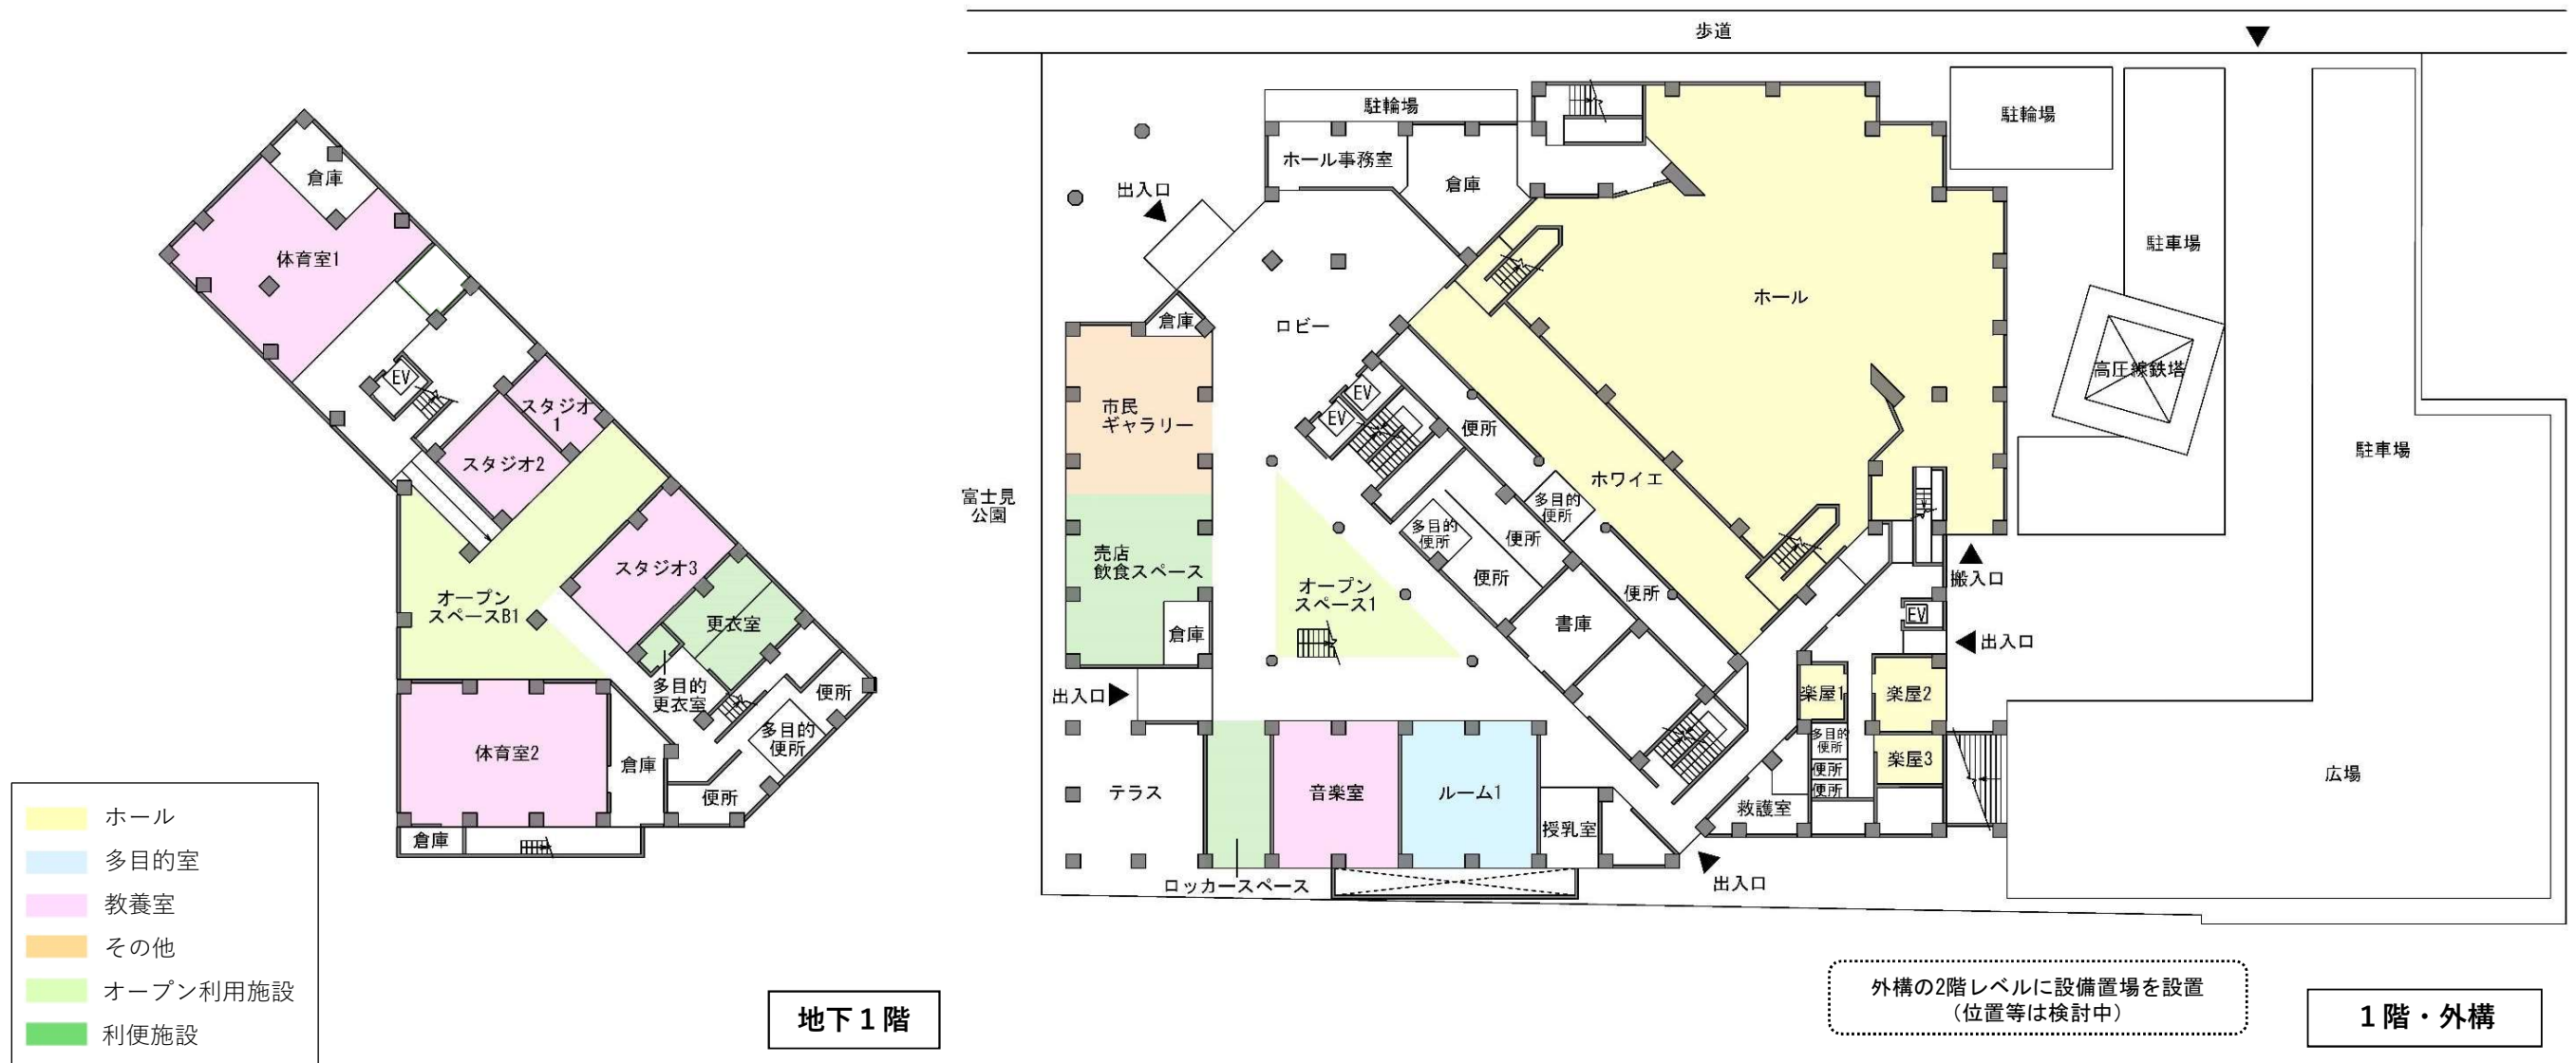 倉庫
体育室1
EV
スタジオ
1
スタジオ2
スタジオ3
オープン
スペースB1
更衣室
多目的
更衣室
便所
多目的
便所
体育室2
倉庫
便所
倉庫
ホール
多目的室
教養室
その他
オープン利用施設
利便施設
地下１階
歩道
駐輪場
駐輪場
ホール事務室
倉庫
出入口
駐車場
ホール
倉庫
ロビー
高圧線鉄塔
EV
EV
市民
ギャラリー
便所
駐車場
ホワイエ
富士見
公園
多目的
便所
多目的
便所
便所
売店
飲食スペース
便所
搬入口
オープン
スペース1
便所
EV
書庫
倉庫
出入口
出入口
楽屋1
楽屋2
多目的
便所
楽屋3
便所
便所
広場
テラス
音楽室
ルーム1
救護室
授乳室
ロッカースペース
出入口
外構の2階レベルに設備置場を設置
（位置等は検討中）
１階・外構